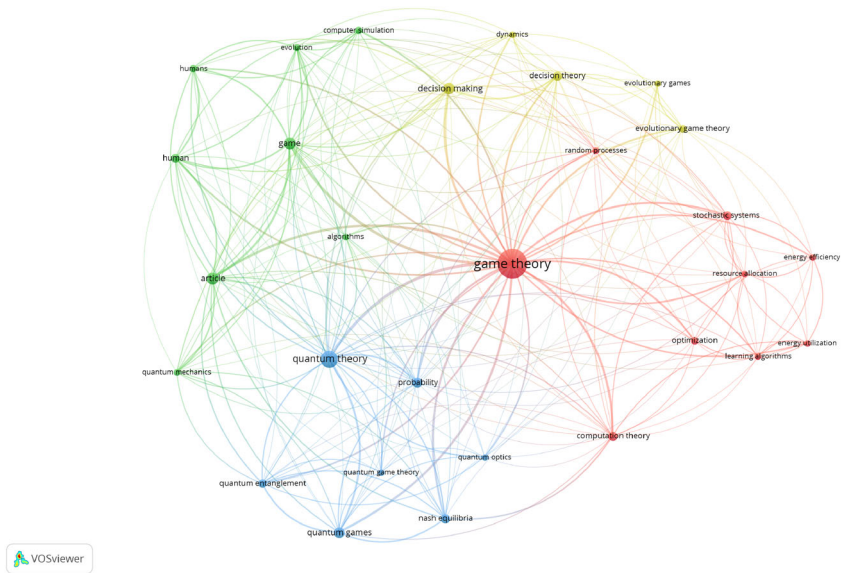 computer simulation
dynamics
evolution
humans
decision theory
decision making
evolutionary games
evolutionary game theory
game
random processes
human
stochastic systems
algorithms
energy efficiency
game theory
resource allocation
article
optimization
energy utilization
learning algorithms
quantum theory
quantum mechanics
probability
computation theory
quantum optics
quantum game theory
quantum entanglement
nash equilibria
quantum games
VOSviewer